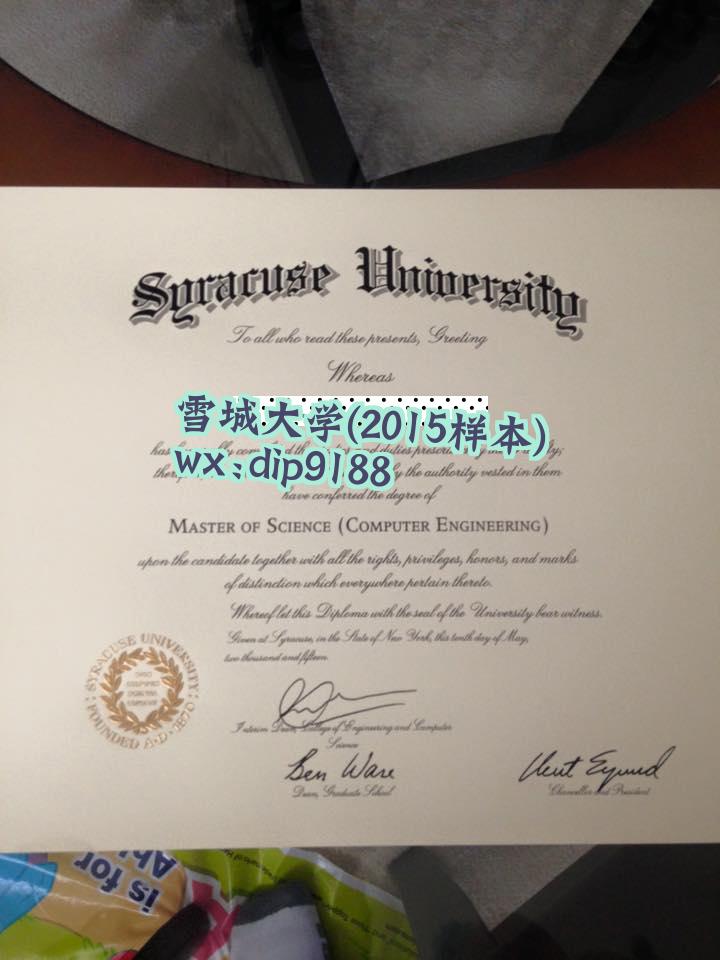 Syracuse University
To all who read these presents, Greeting
Whereas
雪城大学(2015样本)
has
duties
wx:dip9188
by the authority vested in them
have conferred the degree of
MASTER OF SCIENCE (COMPUTER ENGINEERING)
upon the candidate together with all the rights, privileges, honors, and marks
of distinction which everywhere pertain thereto.
Whereof let this Diploma with the seal of the University bear witness.
Given at Syracuse, in the State of New York, this tenth day of May,
two thousand and fifteen.
SYRACUSE UNIVERSITY
FOUNDED A·D·1870
Interim Dean, College of Engineering and Computer
Science
Ben Ware
Dean, Graduate School
Chancellor and President
is for